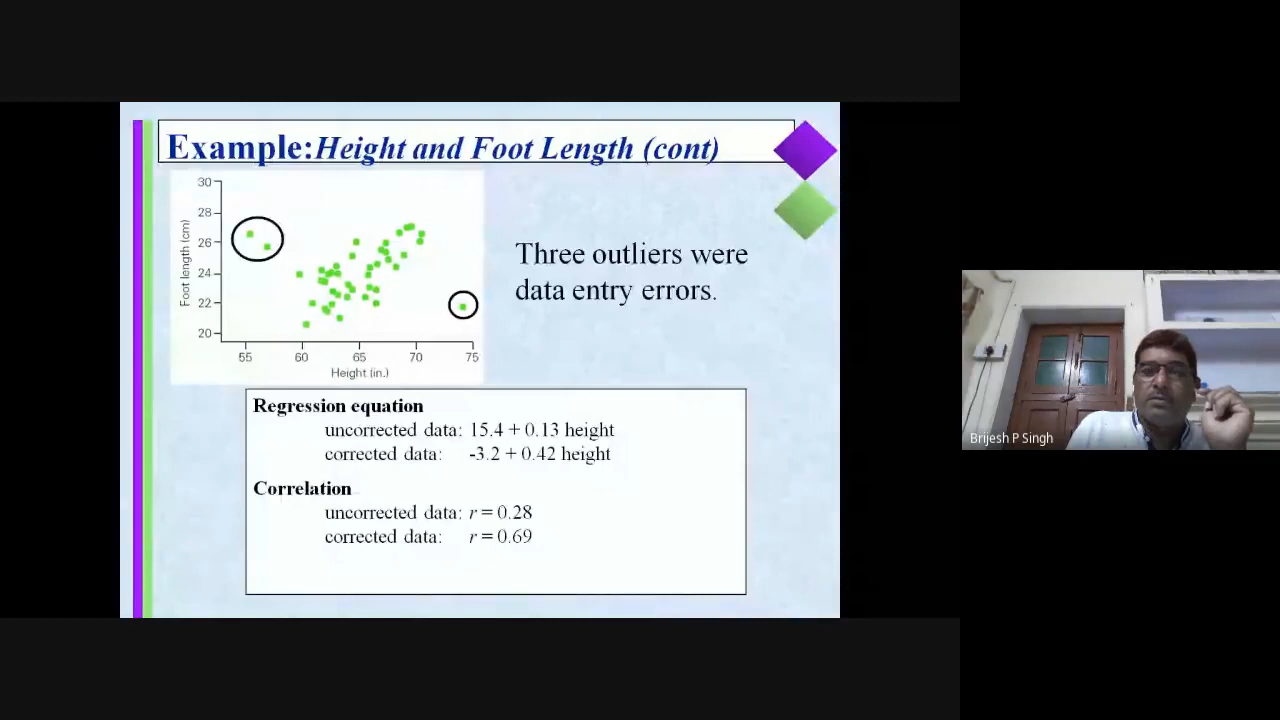 Example:Height and Foot Length (cont)
30
28
26
24
22
20
Foot length (cm)
55 60 65 70 75
Height (in.)
Three outliers were
data entry errors.
Regression equation
uncorrected data: 15.4 + 0.13 height
corrected data: -3.2 + 0.42 height
Correlation
uncorrected data: r = 0.28
corrected data: r = 0.69
Brijesh P Singh